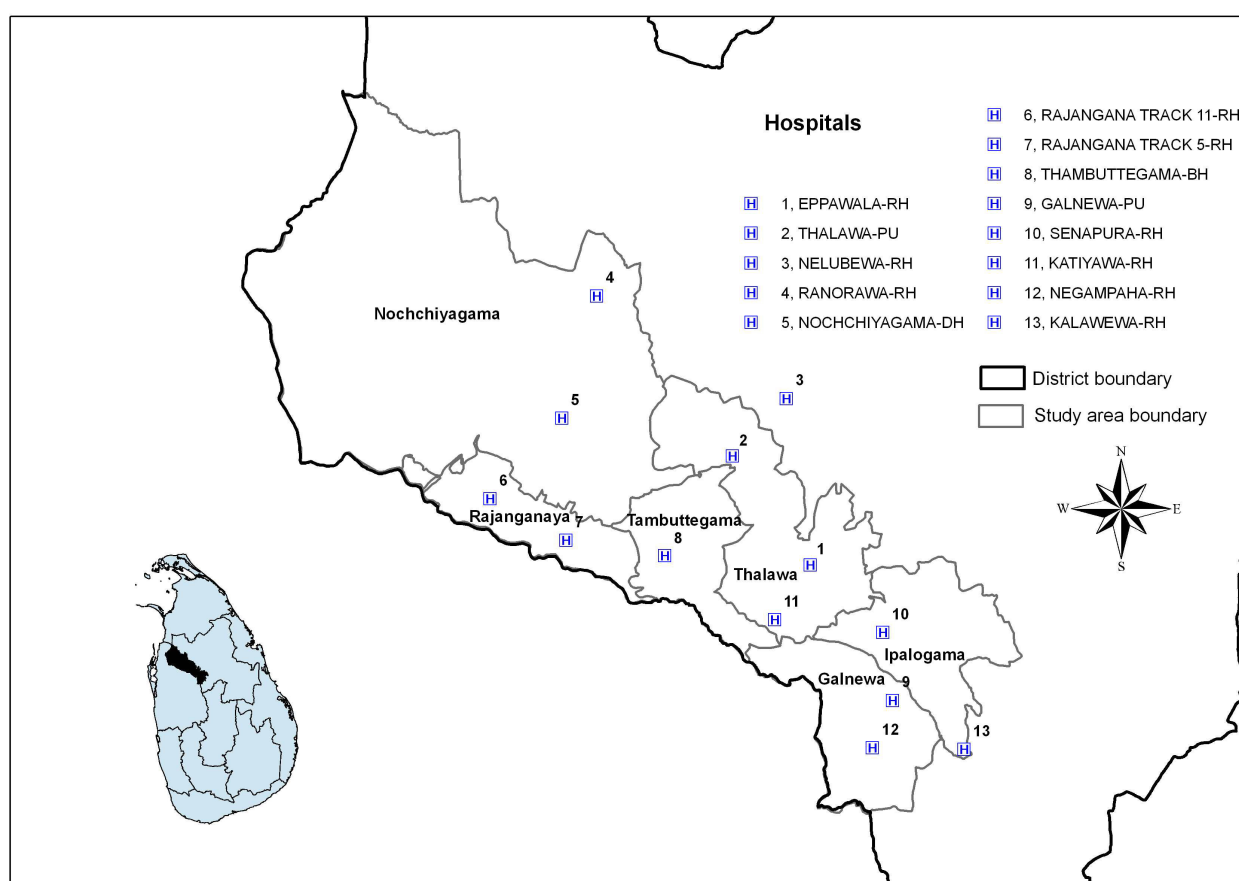 Hospitals
H 1, EPPAWALA-RH
H 2, THALAWA-PU
H 3, NELUBEWA-RH
H 4, RANORAWA-RH
H 5, NOCHCHIYAGAMA-DH
H 6, RAJANGANA TRACK 11-RH
H 7, RAJANGANA TRACK 5-RH
H 8, THAMBUTTEGAMA-BH
H 9, GALNEWA-PU
H 10, SENAPURA-RH
H 11, KATIYAWA-RH
H 12, NEGAMPAHA-RH
H 13, KALAWEWA-RH
District boundary
Study area boundary
N
W E
S
4
H
Nochchiyagama
3
H
5
H
2
H
6
H
Rajanganaya
7
H
Tambuttegama
8
H
1
H
Thalawa
11
H
10
H
Ipalogama
Galnewa
9
H
12
H
13
H